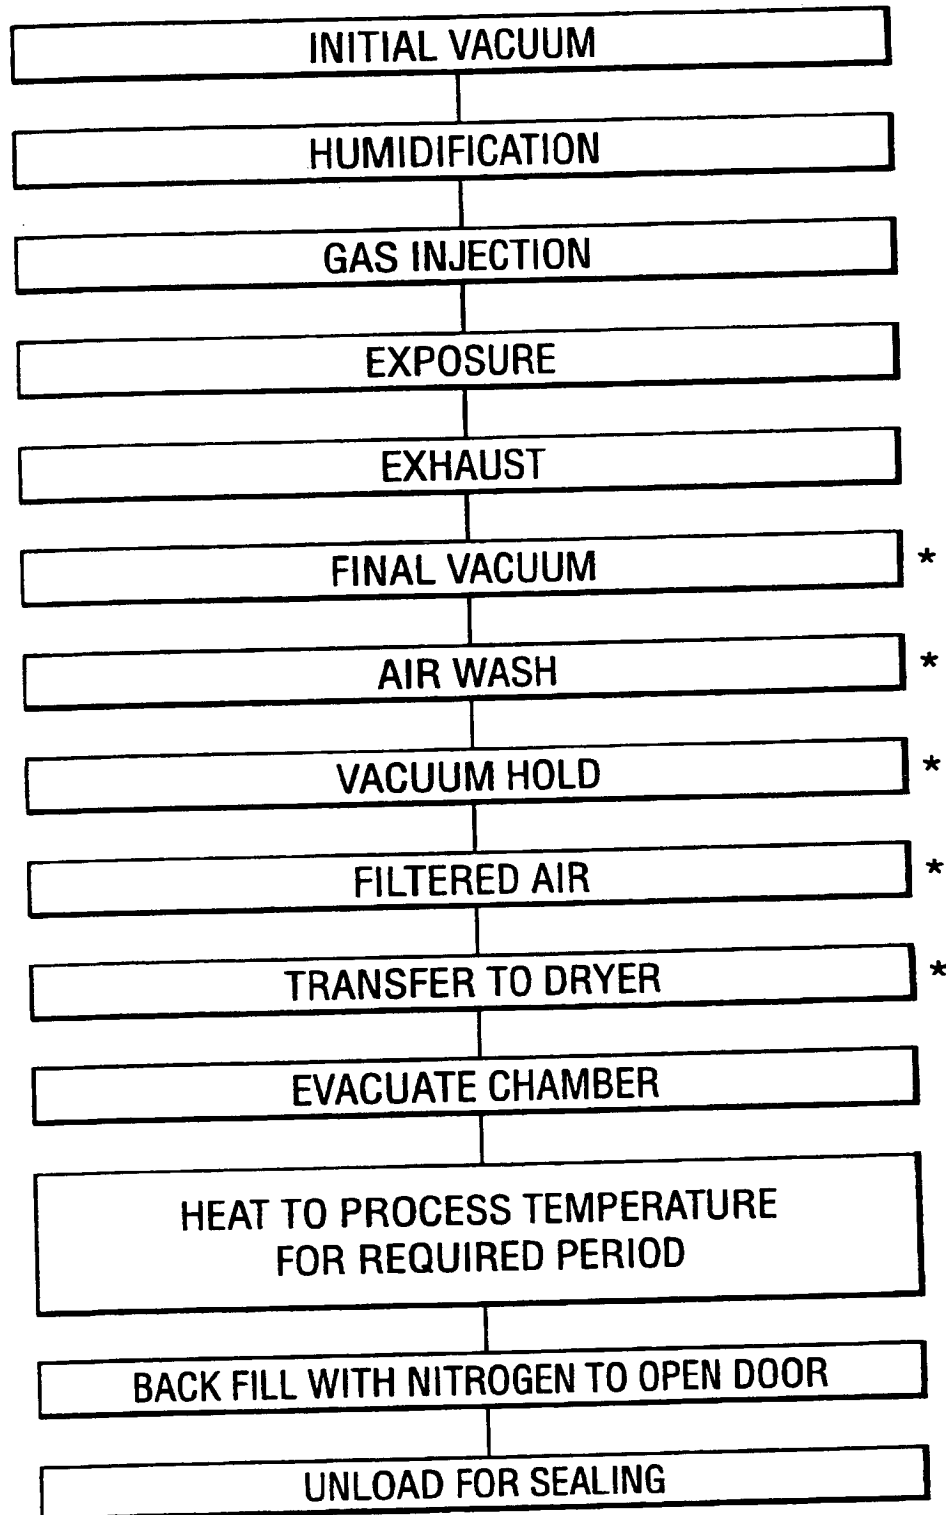 INITIAL VACUUM
HUMIDIFICATION
GAS INJECTION
EXPOSURE
EXHAUST
FINAL VACUUM *
AIR WASH *
VACUUM HOLD *
FILTERED AIR *
TRANSFER TO DRYER *
EVACUATE CHAMBER
HEAT TO PROCESS TEMPERATURE
FOR REQUIRED PERIOD
BACK FILL WITH NITROGEN TO OPEN DOOR
UNLOAD FOR SEALING